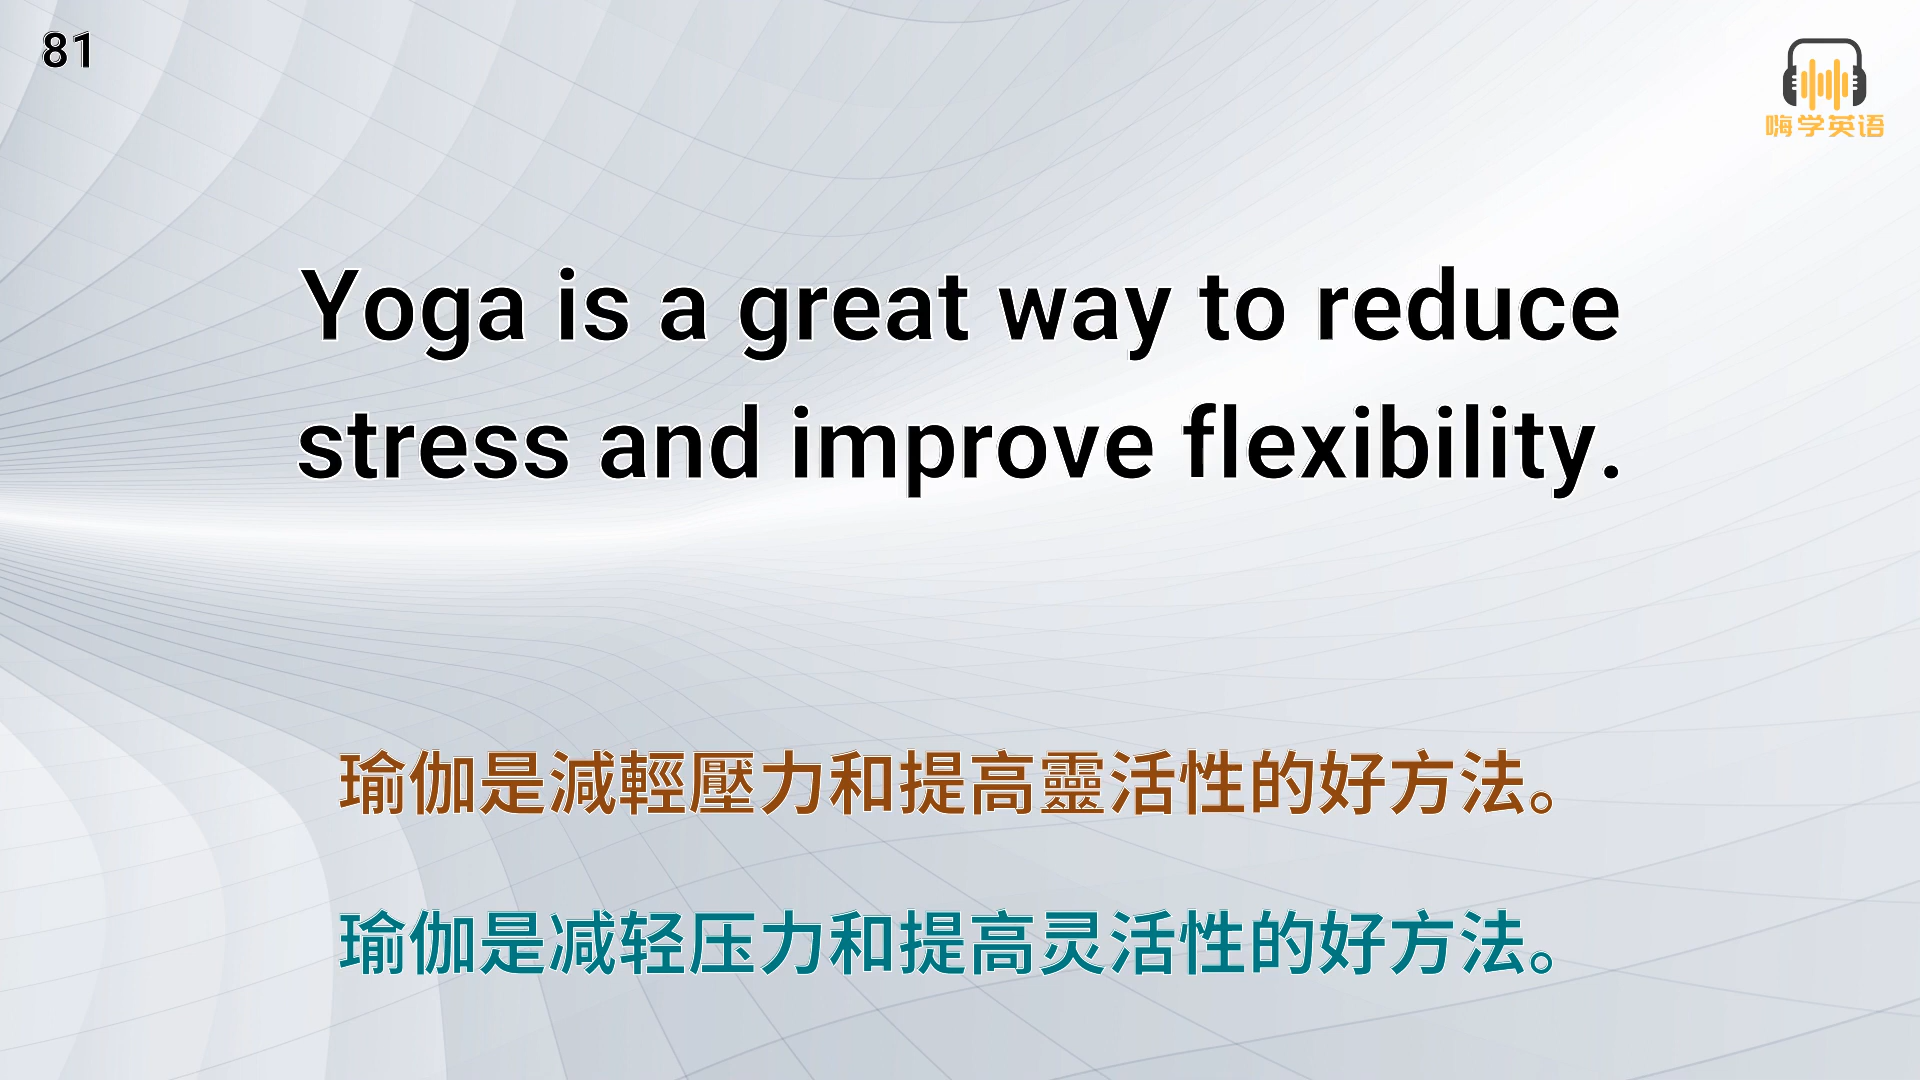 81
嗨学英语
Yoga is a great way to reduce
stress and improve flexibility.
瑜伽是減輕壓力和提高靈活性的好方法。
瑜伽是减轻压力和提高灵活性的好方法。